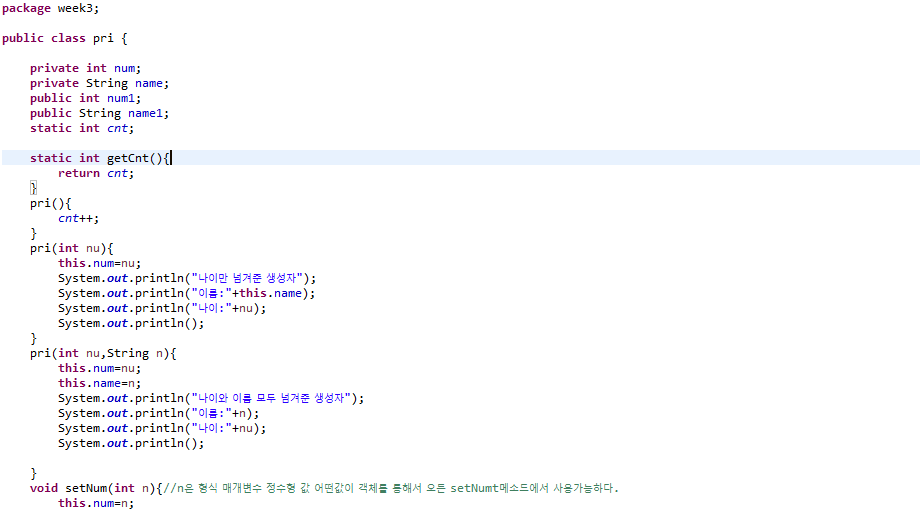 package week3;
public class pri {
private int num;
private String name;
public int num1;
public String name1;
static int cnt;
static int getCnt(){
return cnt;
}
pri(){
cnt++;
}
pri(int nu){
this.num=nu;
System.out.println("나이만 넘겨준 생성자");
System.out.println("이름:"+this.name);
System.out.println("나이:"+nu);
System.out.println();
}
pri(int nu,String n){
this.num=nu;
this.name=n;
System.out.println("나이와 이름 모두 넘겨준 생성자");
System.out.println("이름:"+n);
System.out.println("나이:"+nu);
System.out.println();
}
void setNum(int n){//n은 형식 매개변수 정수형 값 어떤값이 객체를 통해서 오든 setNumt메소드에서 사용가능하다.
this.num=n;